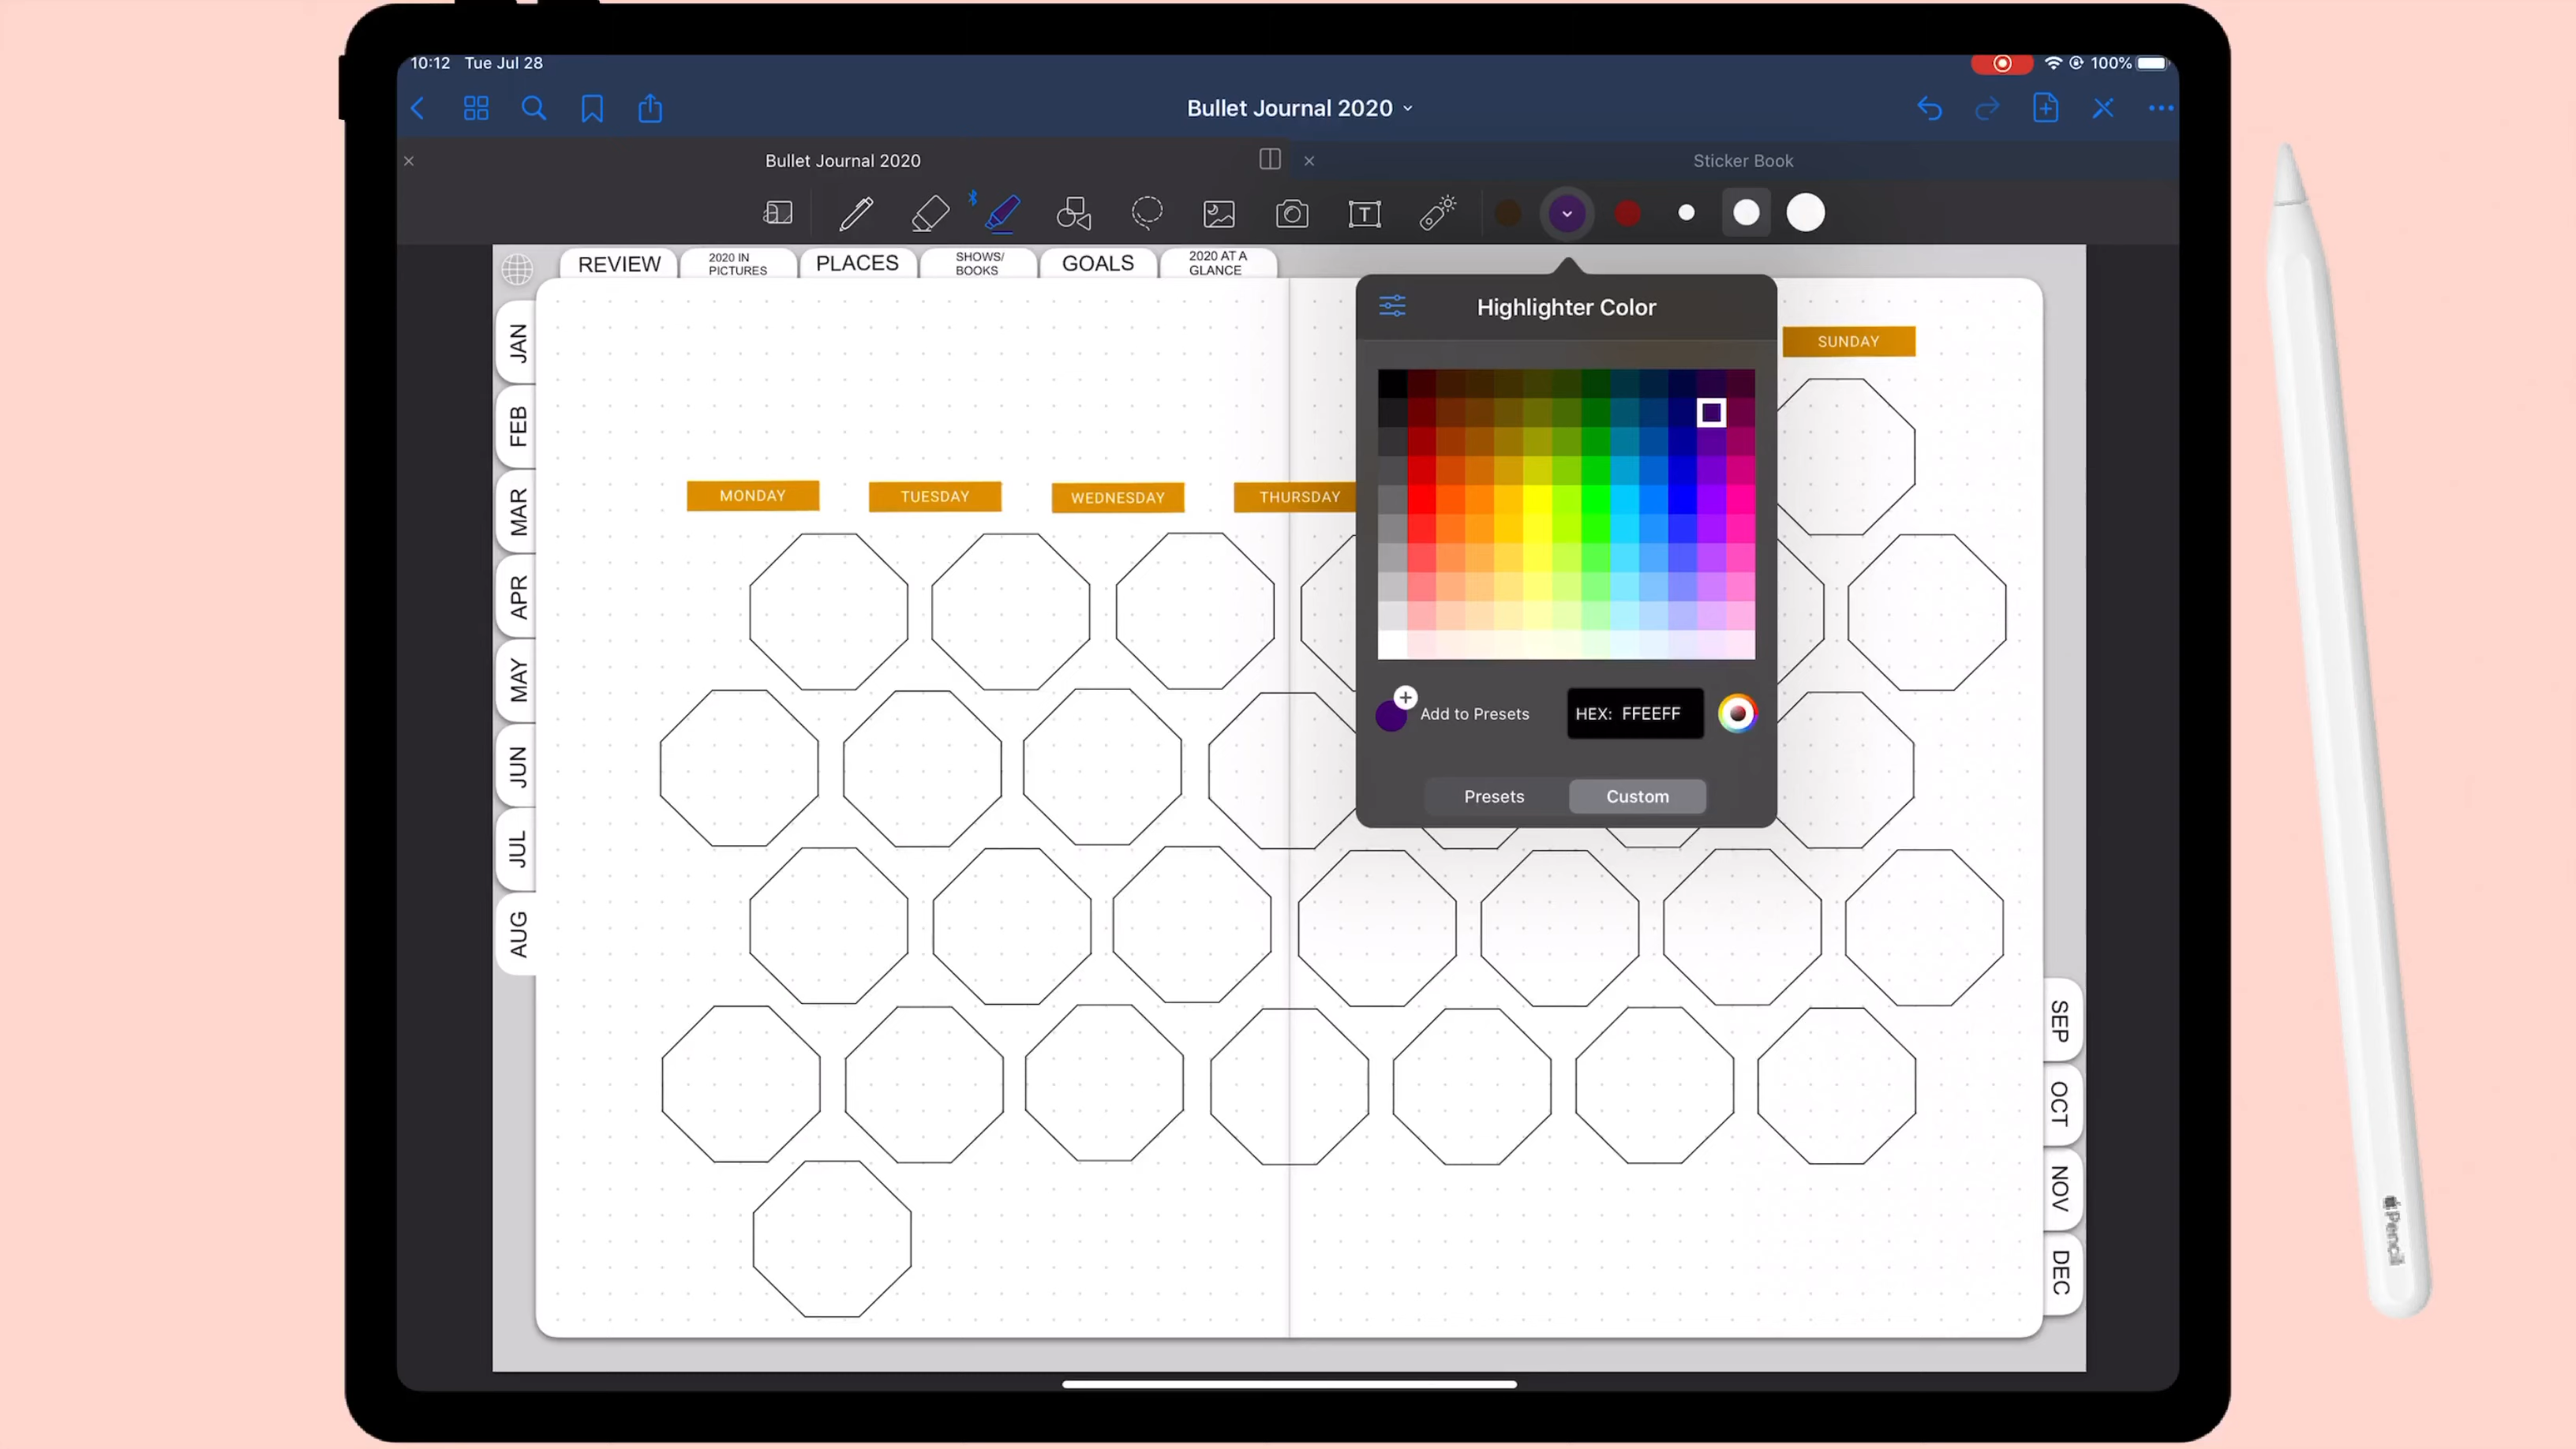 10:12 Tue Jul 28
100%
Bullet Journal 2020
Bullet Journal 2020
Sticker Book
REVIEW
2020 IN
PICTURES
PLACES
SHOWS/
BOOKS
GOALS
2020 AT A
GLANCE
Highlighter Color
SUNDAY
JAN
FEB
MAR
APR
MAY
JUN
JUL
AUG
MONDAY
TUESDAY
WEDNESDAY
THURSDAY
Add to Presets
HEX: FFEEFF
Presets
Custom
SEP
OCT
NOV
DEC
Pencil